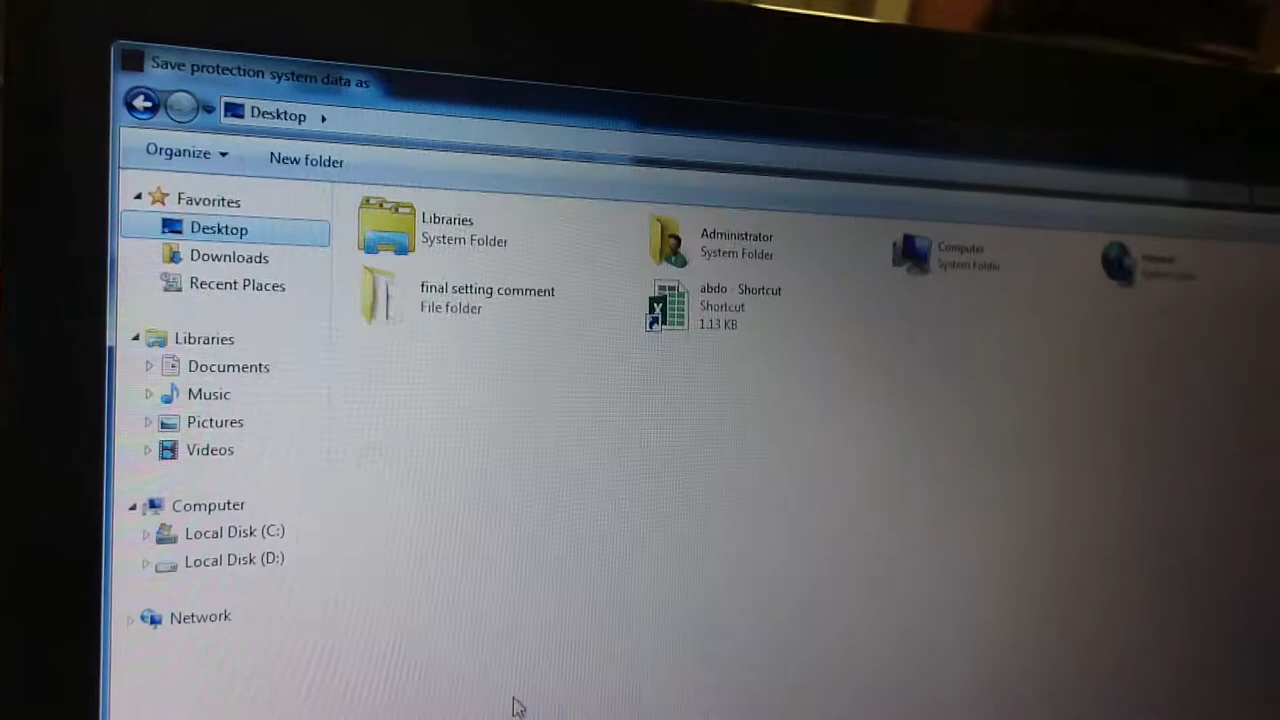 Save protection system data as
Desktop
Organize
New folder
Favorites
Desktop
Downloads
Recent Places
Libraries
Documents
Music
Pictures
Videos
Computer
Local Disk (C:)
Local Disk (D:)
Network
Libraries
System Folder
Administrator
System Folder
Computer
System Folder
System Folder
final setting comment
File folder
abdo - Shortcut
Shortcut
1.13 KB